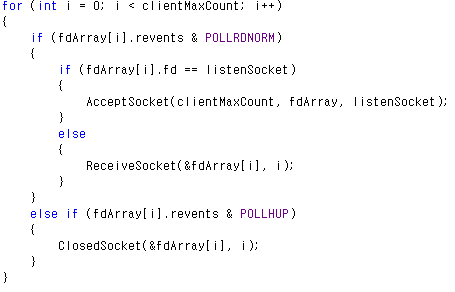 for (int i = 0; i < clientMaxCount; i++)
{
    if (fdArray[i].revents & POLLRDNORM)
    {
        if (fdArray[i].fd == listenSocket)
        {
            AcceptSocket(clientMaxCount, fdArray, listenSocket);
        }
        else
        {
            ReceiveSocket(&fdArray[i], i);
        }
    }
    else if (fdArray[i].revents & POLLHUP)
    {
        ClosedSocket(&fdArray[i], i);
    }
}